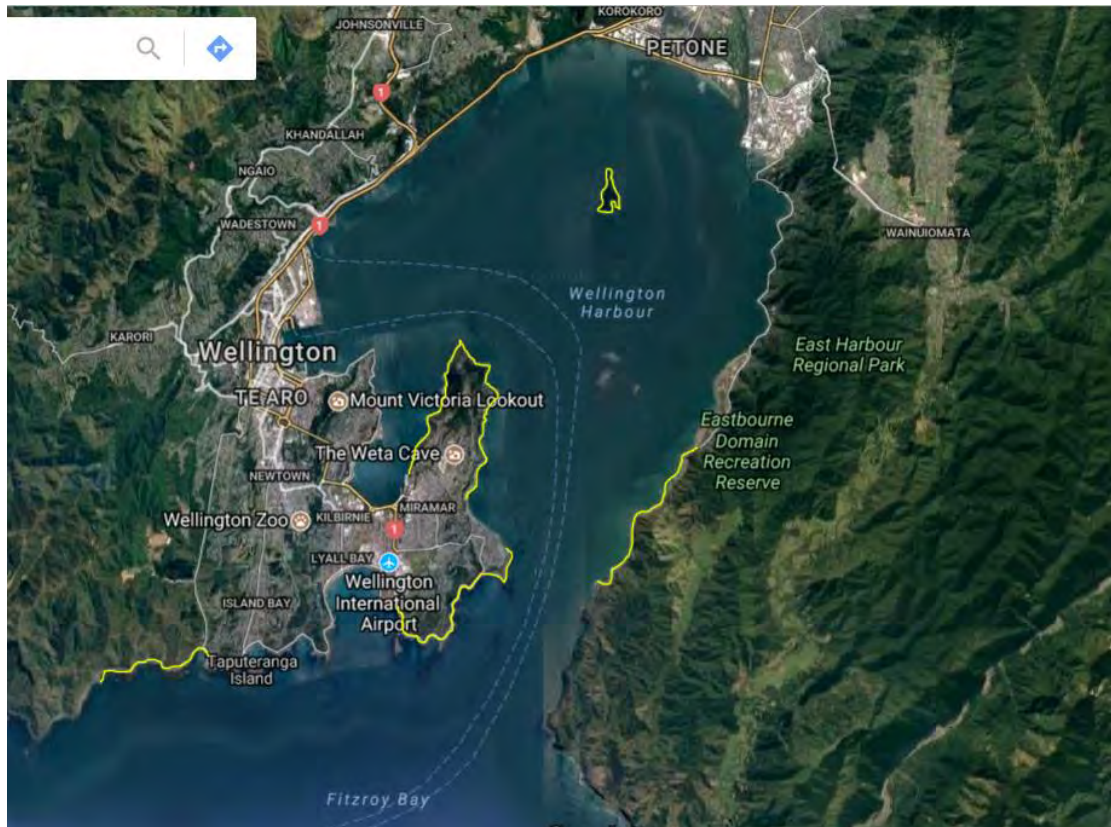 JOHNSONVILLE
KOROKORO
PETONE
1
KHANDALLAH
NGAIO
WADESTOWN
1
WAINUIOMATA
Wellington
Harbour
KARORI
Wellington
East Harbour
Regional Park
TE ARO
Mount Victoria Lookout
Eastbourne
Domain
Recreation
Reserve
The Weta Cave
NEWTOWN
MIRAMAR
Wellington Zoo
KILBIRNIE
1
LYALL BAY
Wellington
International
Airport
ISLAND BAY
Taputeranga
Island
Fitzroy Bay